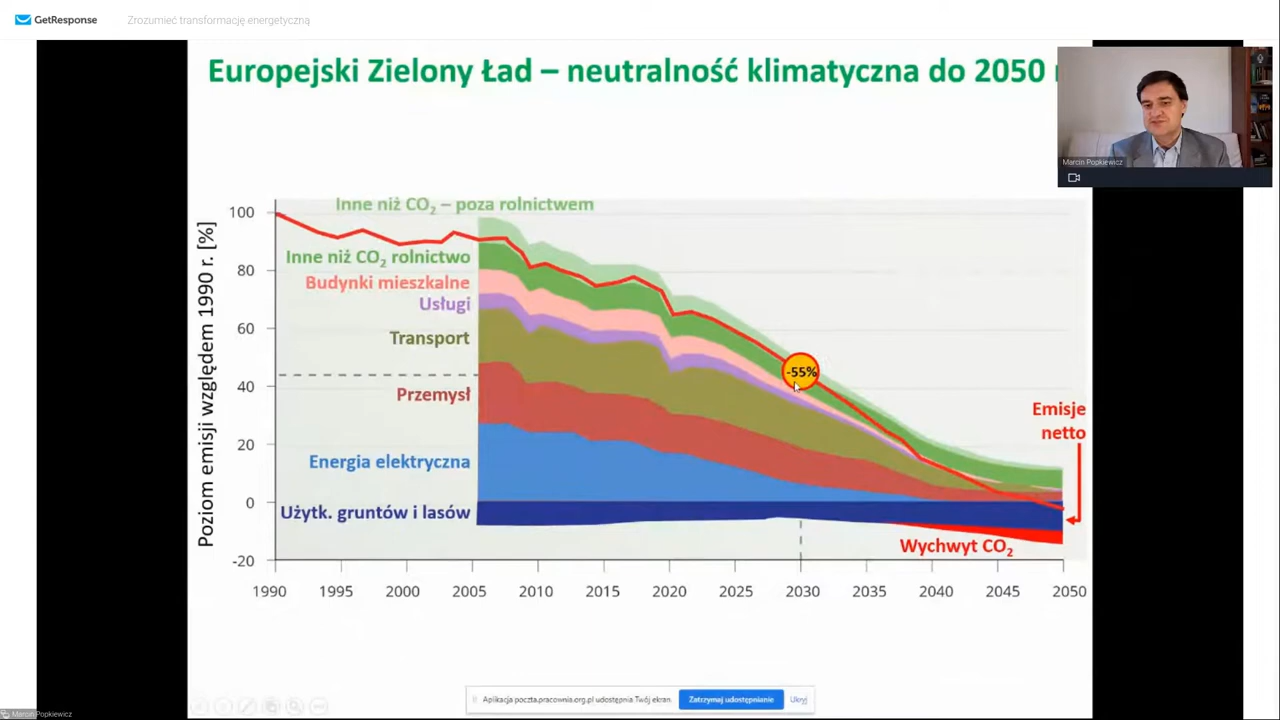 GetResponse
Zrozumieć transformację energetyczną
Europejski Zielony Ład – neutralność klimatyczna do 2050
Marcin Popkiewicz
Poziom emisji względem 1990 r. [%]
100
80
60
40
20
0
-20
Inne niż CO₂ – poza rolnictwem
Inne niż CO₂ rolnictwo
Budynki mieszkalne
Usługi
Transport
Przemysł
Energia elektryczna
Użytk. gruntów i lasów
-55%
Emisje
netto
Wychwyt CO₂
1990 1995 2000 2005 2010 2015 2020 2025 2030 2035 2040 2045 2050
Aplikacja poczta.pracownia.org.pl udostępnia Twój ekran.
Zatrzymaj udostępnianie
Ukryj
Marcin Popkiewicz